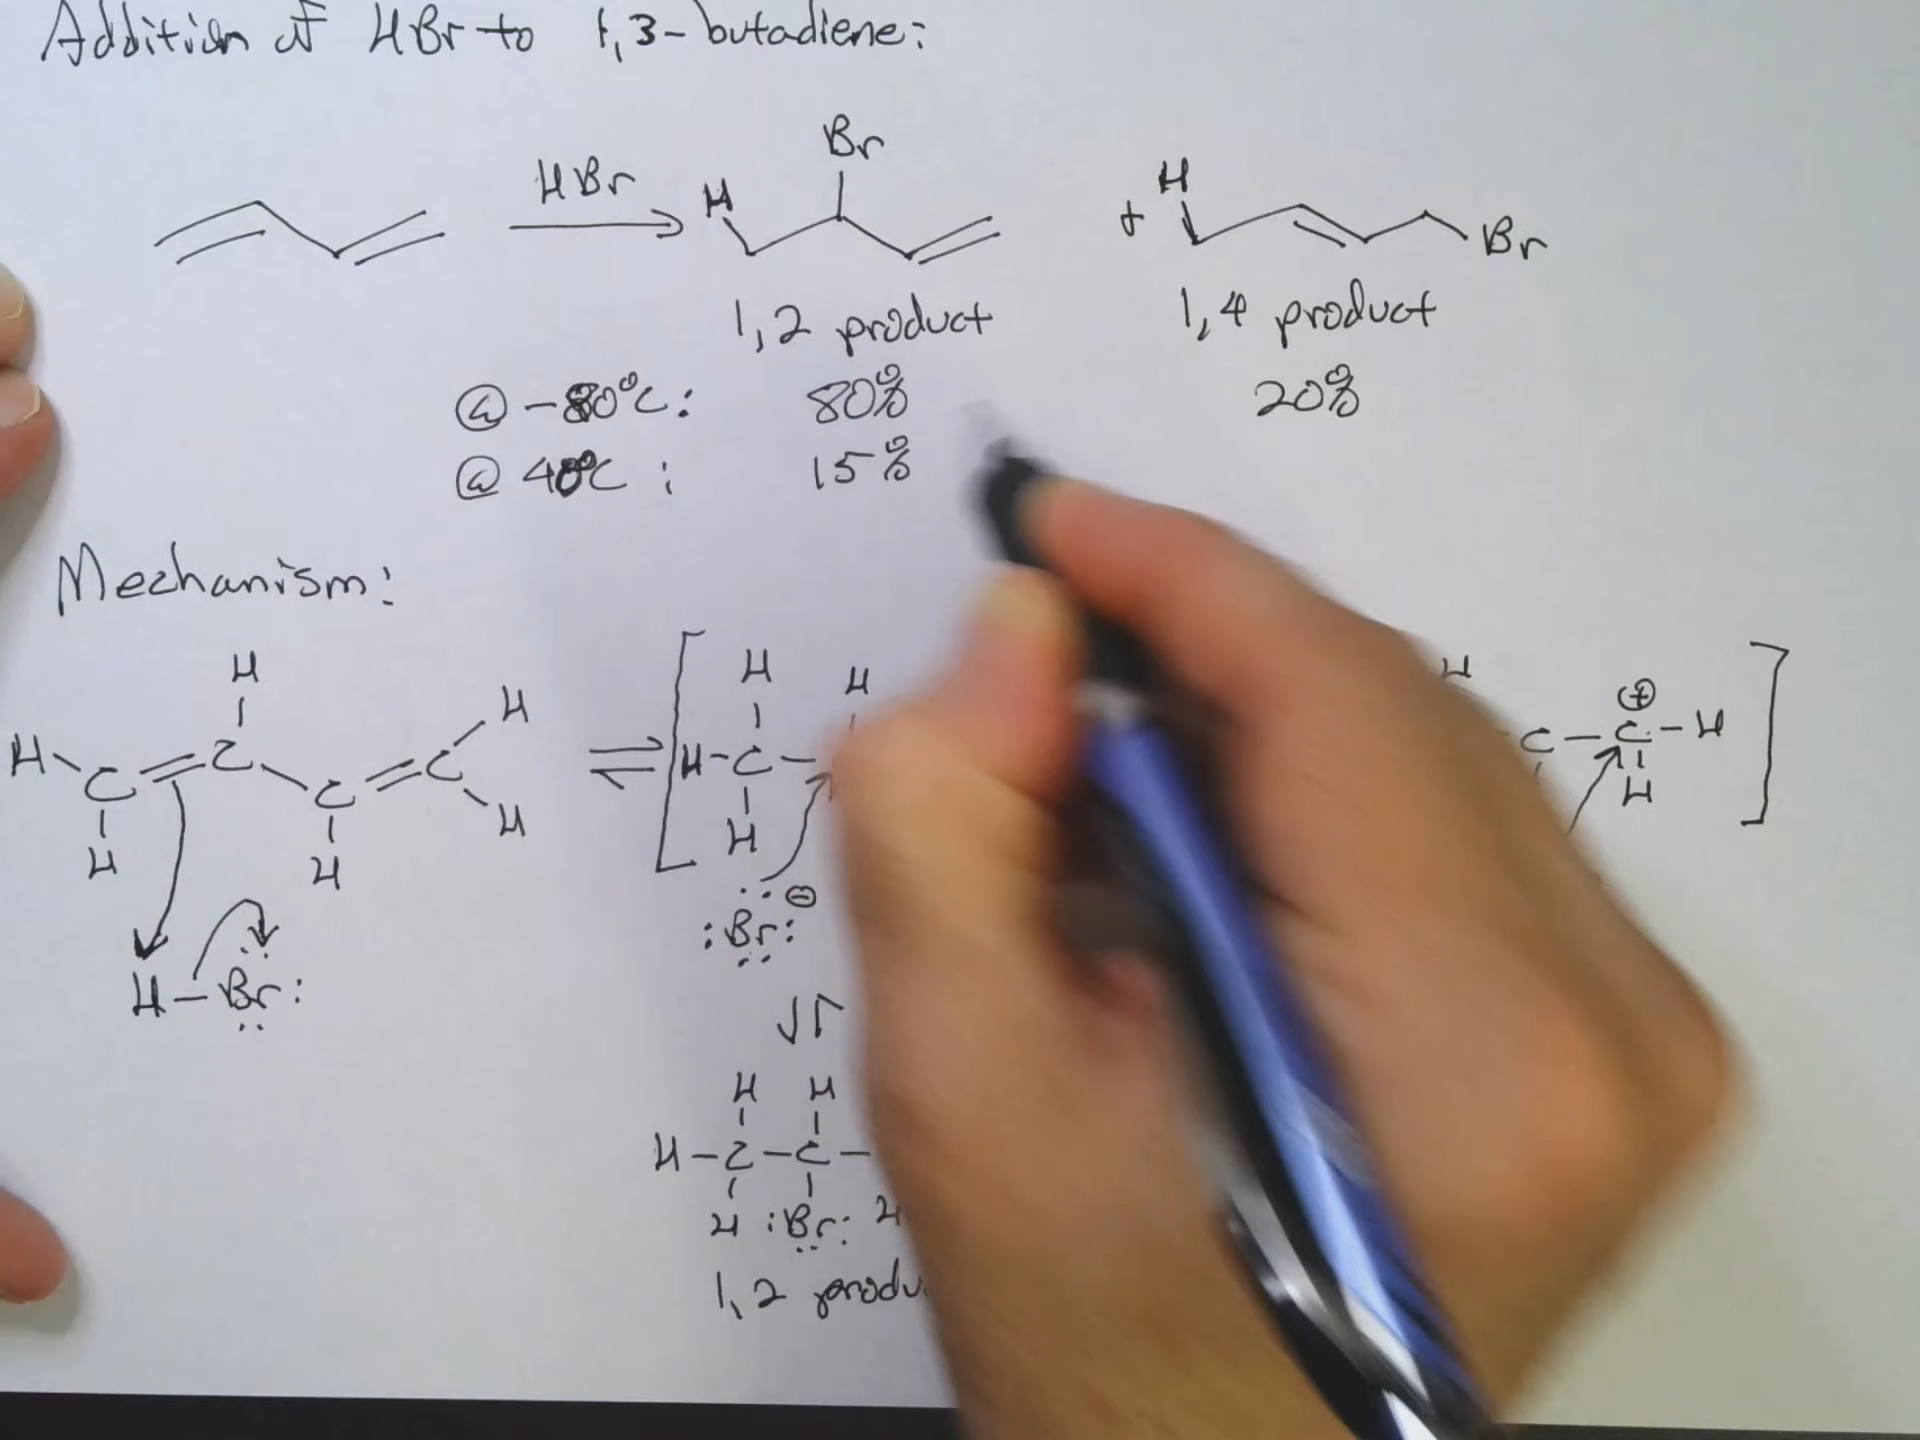 Addition of HBr to 1,3-butadiene:
Br
HBr
H
H
+
Br
1,2 product
1,4 product
@ -80°C: 80% 20%
@ 40°C: 15%
Mechanism:
H H H H
H H ⊕
H C C C C H
H-C- C-C-H
H H H H H
⊖
:Br:
H-Br:
H H
H-C-C-
H :Br: H
1,2